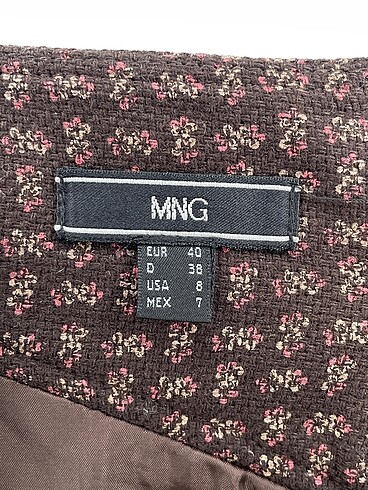 MNG
EUR 40
D 38
USA 8
MEX 7